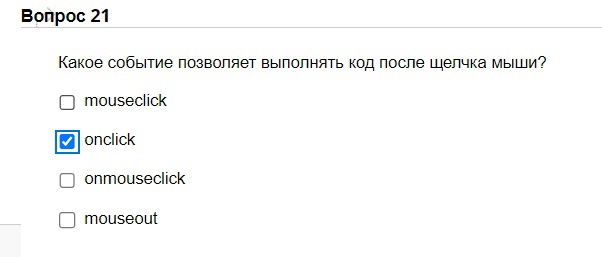 Вопрос 21
Какое событие позволяет выполнять код после щелчка мыши?
mouseclick
onclick
onmouseclick
mouseout